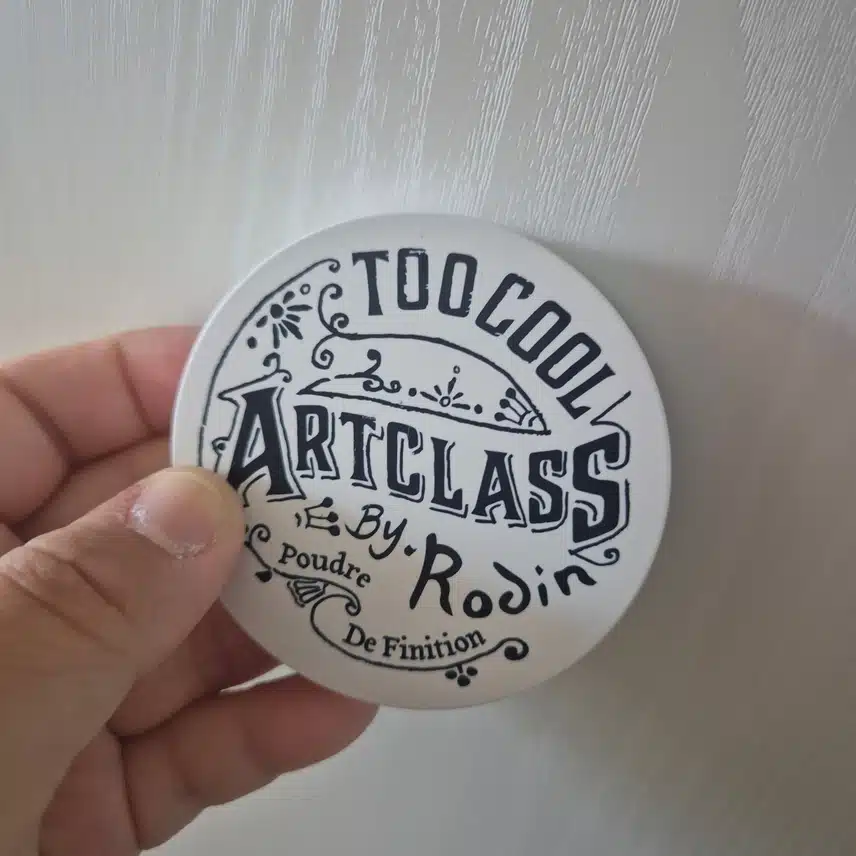 TOO COOL
ARTCLASS
By. Rodin
Poudre
De Finition